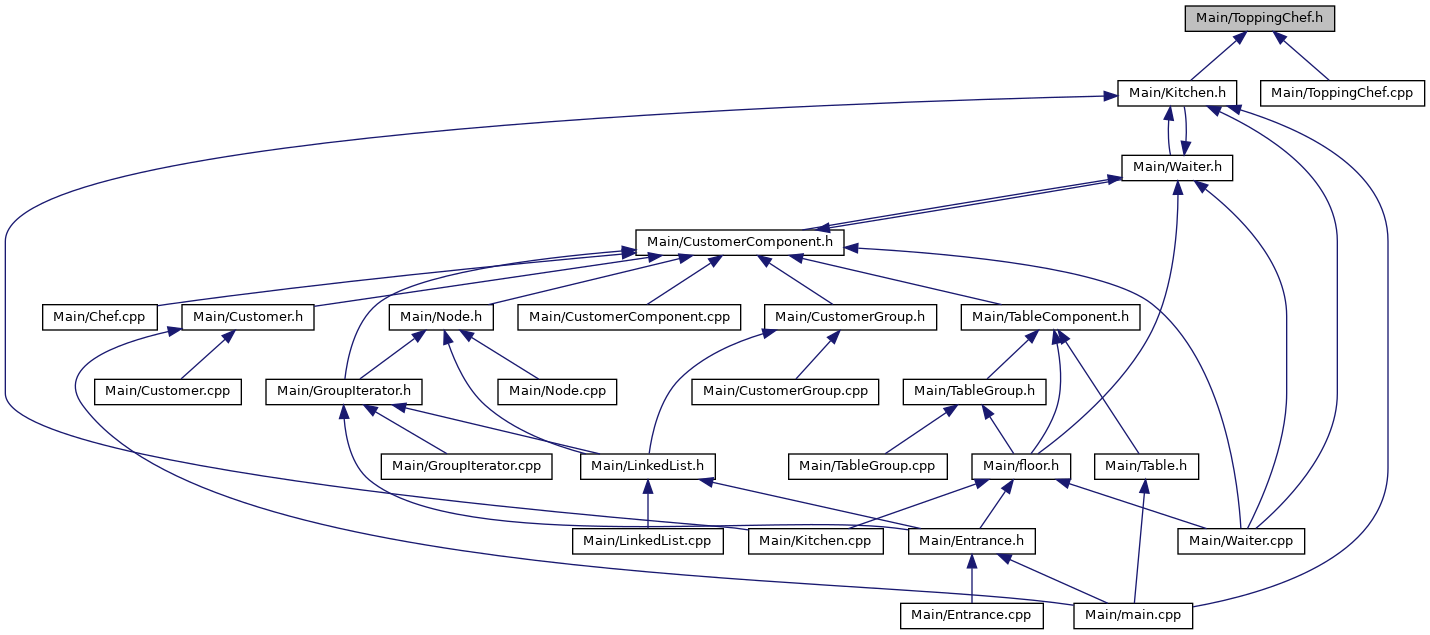 Main/ToppingChef.h
Main/Kitchen.h
Main/ToppingChef.cpp
Main/Waiter.h
Main/CustomerComponent.h
Main/Chef.cpp
Main/Customer.h
Main/Node.h
Main/CustomerComponent.cpp
Main/CustomerGroup.h
Main/TableComponent.h
Main/Customer.cpp
Main/GroupIterator.h
Main/Node.cpp
Main/CustomerGroup.cpp
Main/TableGroup.h
Main/GroupIterator.cpp
Main/LinkedList.h
Main/TableGroup.cpp
Main/floor.h
Main/Table.h
Main/LinkedList.cpp
Main/Kitchen.cpp
Main/Entrance.h
Main/Waiter.cpp
Main/Entrance.cpp
Main/main.cpp